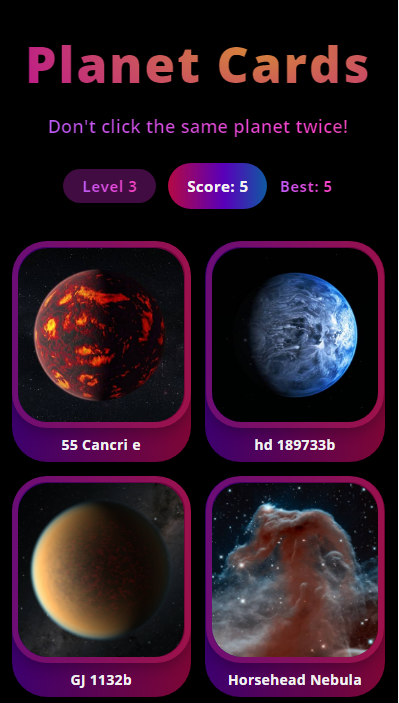 Planet Cards
Don't click the same planet twice!
Level 3
Score: 5
Best: 5
55 Cancri e
hd 189733b
GJ 1132b
Horsehead Nebula